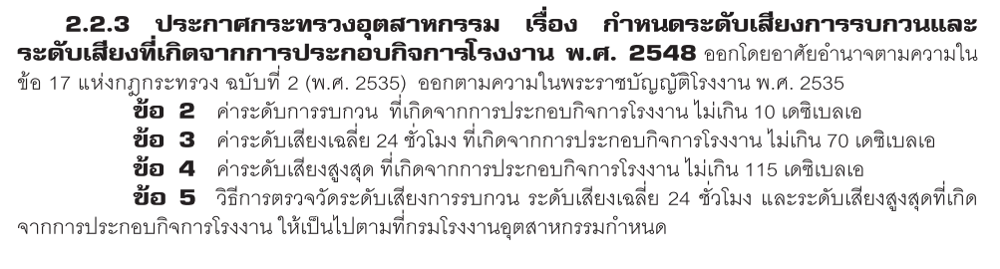 2.2.3 ประกาศกระทรวงอุตสาหกรรม เรื่อง กำหนดระดับเสียงการรบกวนและ
ระดับเสียงที่เกิดจากการประกอบกิจการโรงงาน พ.ศ. 2548 ออกโดยอาศัยอำนาจตามความใน
ข้อ 17 แห่งกฎกระทรวง ฉบับที่ 2 (พ.ศ. 2535) ออกตามความในพระราชบัญญัติโรงงาน พ.ศ. 2535
ข้อ 2 ค่าระดับการรบกวน ที่เกิดจากการประกอบกิจการโรงงาน ไม่เกิน 10 เดซิเบลเอ
ข้อ 3 ค่าระดับเสียงเฉลี่ย 24 ชั่วโมง ที่เกิดจากการประกอบกิจการโรงงาน ไม่เกิน 70 เดซิเบลเอ
ข้อ 4 ค่าระดับเสียงสูงสุด ที่เกิดจากการประกอบกิจการโรงงาน ไม่เกิน 115 เดซิเบลเอ
ข้อ 5 วิธีการตรวจวัดระดับเสียงการรบกวน ระดับเสียงเฉลี่ย 24 ชั่วโมง และระดับเสียงสูงสุดที่เกิด
จากการประกอบกิจการโรงงาน ให้เป็นไปตามที่กรมโรงงานอุตสาหกรรมกำหนด